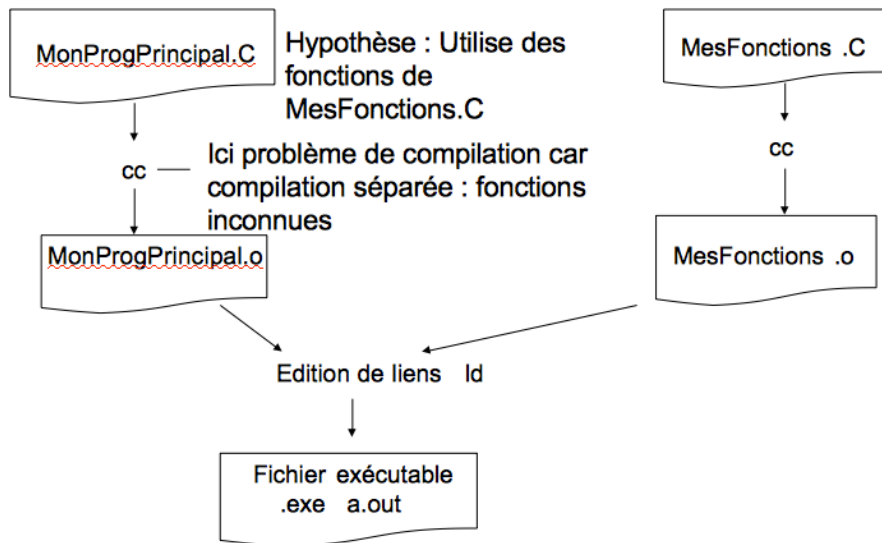 MonProgPrincipal.C
Hypothèse : Utilise des
fonctions de
MesFonctions.C
MesFonctions .C
cc
Ici problème de compilation car
compilation séparée : fonctions
inconnues
cc
MonProgPrincipal.o
MesFonctions .o
Edition de liens ld
Fichier exécutable
.exe a.out